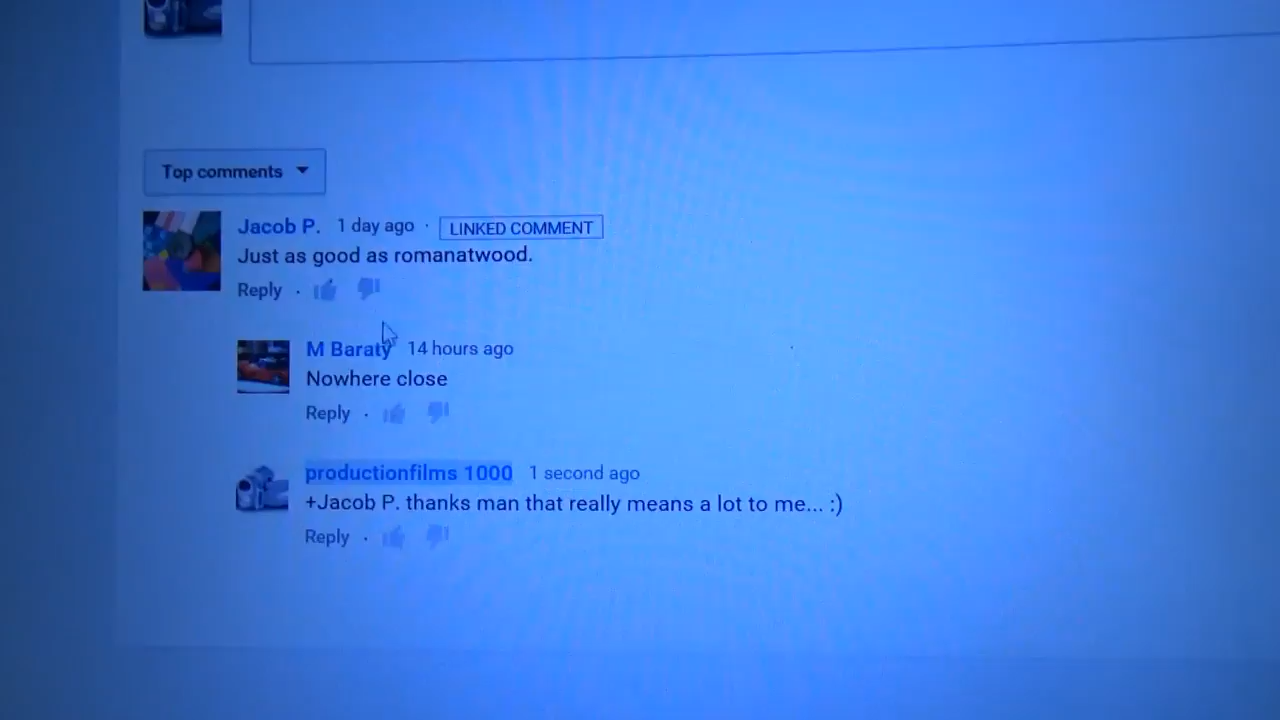 Top comments
Jacob P. 1 day ago · LINKED COMMENT
Just as good as romanatwood.
Reply ·
M Baraty 14 hours ago
Nowhere close
Reply ·
productionfilms 1000 1 second ago
+Jacob P. thanks man that really means a lot to me... :)
Reply ·